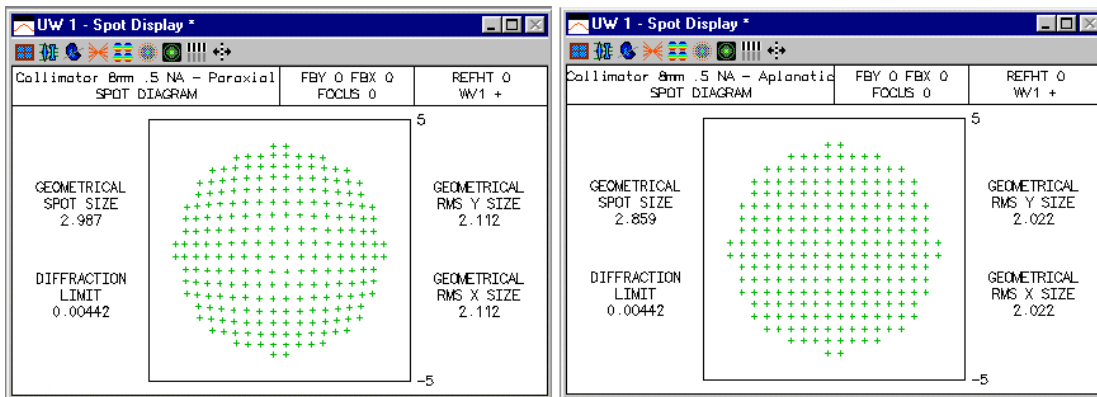 UW 1 - Spot Display *
Collimator 8mm .5 NA - Paraxial
SPOT DIAGRAM
FBY 0 FBX 0
FOCUS 0
REFHT 0
WV1 +
5
GEOMETRICAL
SPOT SIZE
2.987
GEOMETRICAL
RMS Y SIZE
2.112
DIFFRACTION
LIMIT
0.00442
GEOMETRICAL
RMS X SIZE
2.112
-5
UW 1 - Spot Display *
Collimator 8mm .5 NA - Aplanatic
SPOT DIAGRAM
FBY 0 FBX 0
FOCUS 0
REFHT 0
WV1 +
5
GEOMETRICAL
SPOT SIZE
2.859
GEOMETRICAL
RMS Y SIZE
2.022
DIFFRACTION
LIMIT
0.00442
GEOMETRICAL
RMS X SIZE
2.022
-5